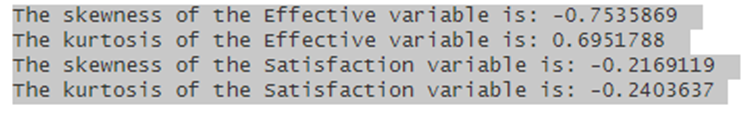 The skewness of the Effective variable is: -0.7535869
The kurtosis of the Effective variable is: 0.6951788
The skewness of the Satisfaction variable is: -0.2169119
The kurtosis of the Satisfaction variable is: -0.2403637